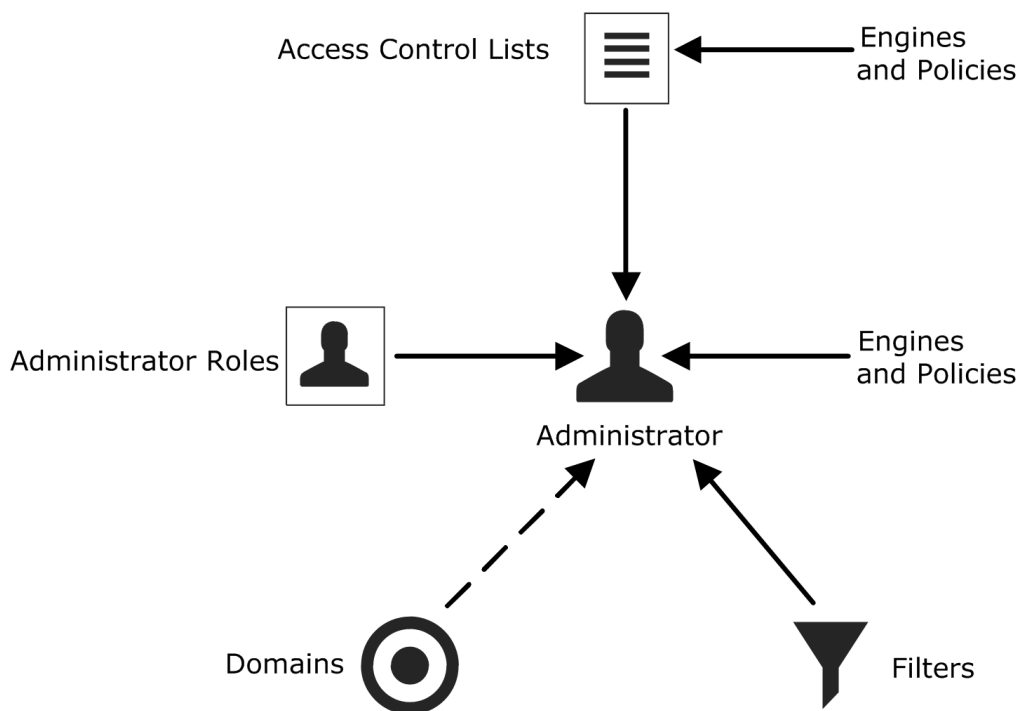 Access Control Lists
Engines
and Policies
Administrator Roles
Engines
and Policies
Administrator
Domains
Filters